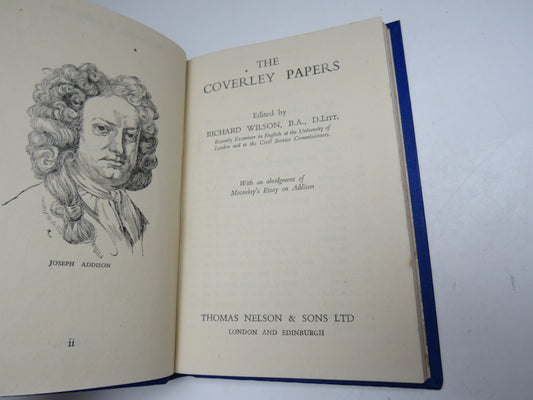 JOSEPH ADDISON
ii
THE
COVERLEY PAPERS
Edited by
RICHARD WILSON, B.A., D.LITT.
Recently Examiner in English at the University of
London and to the Civil Service Commissioners.
With an abridgment of
Macaulay's Essay on Addison
THOMAS NELSON & SONS LTD
LONDON AND EDINBURGH